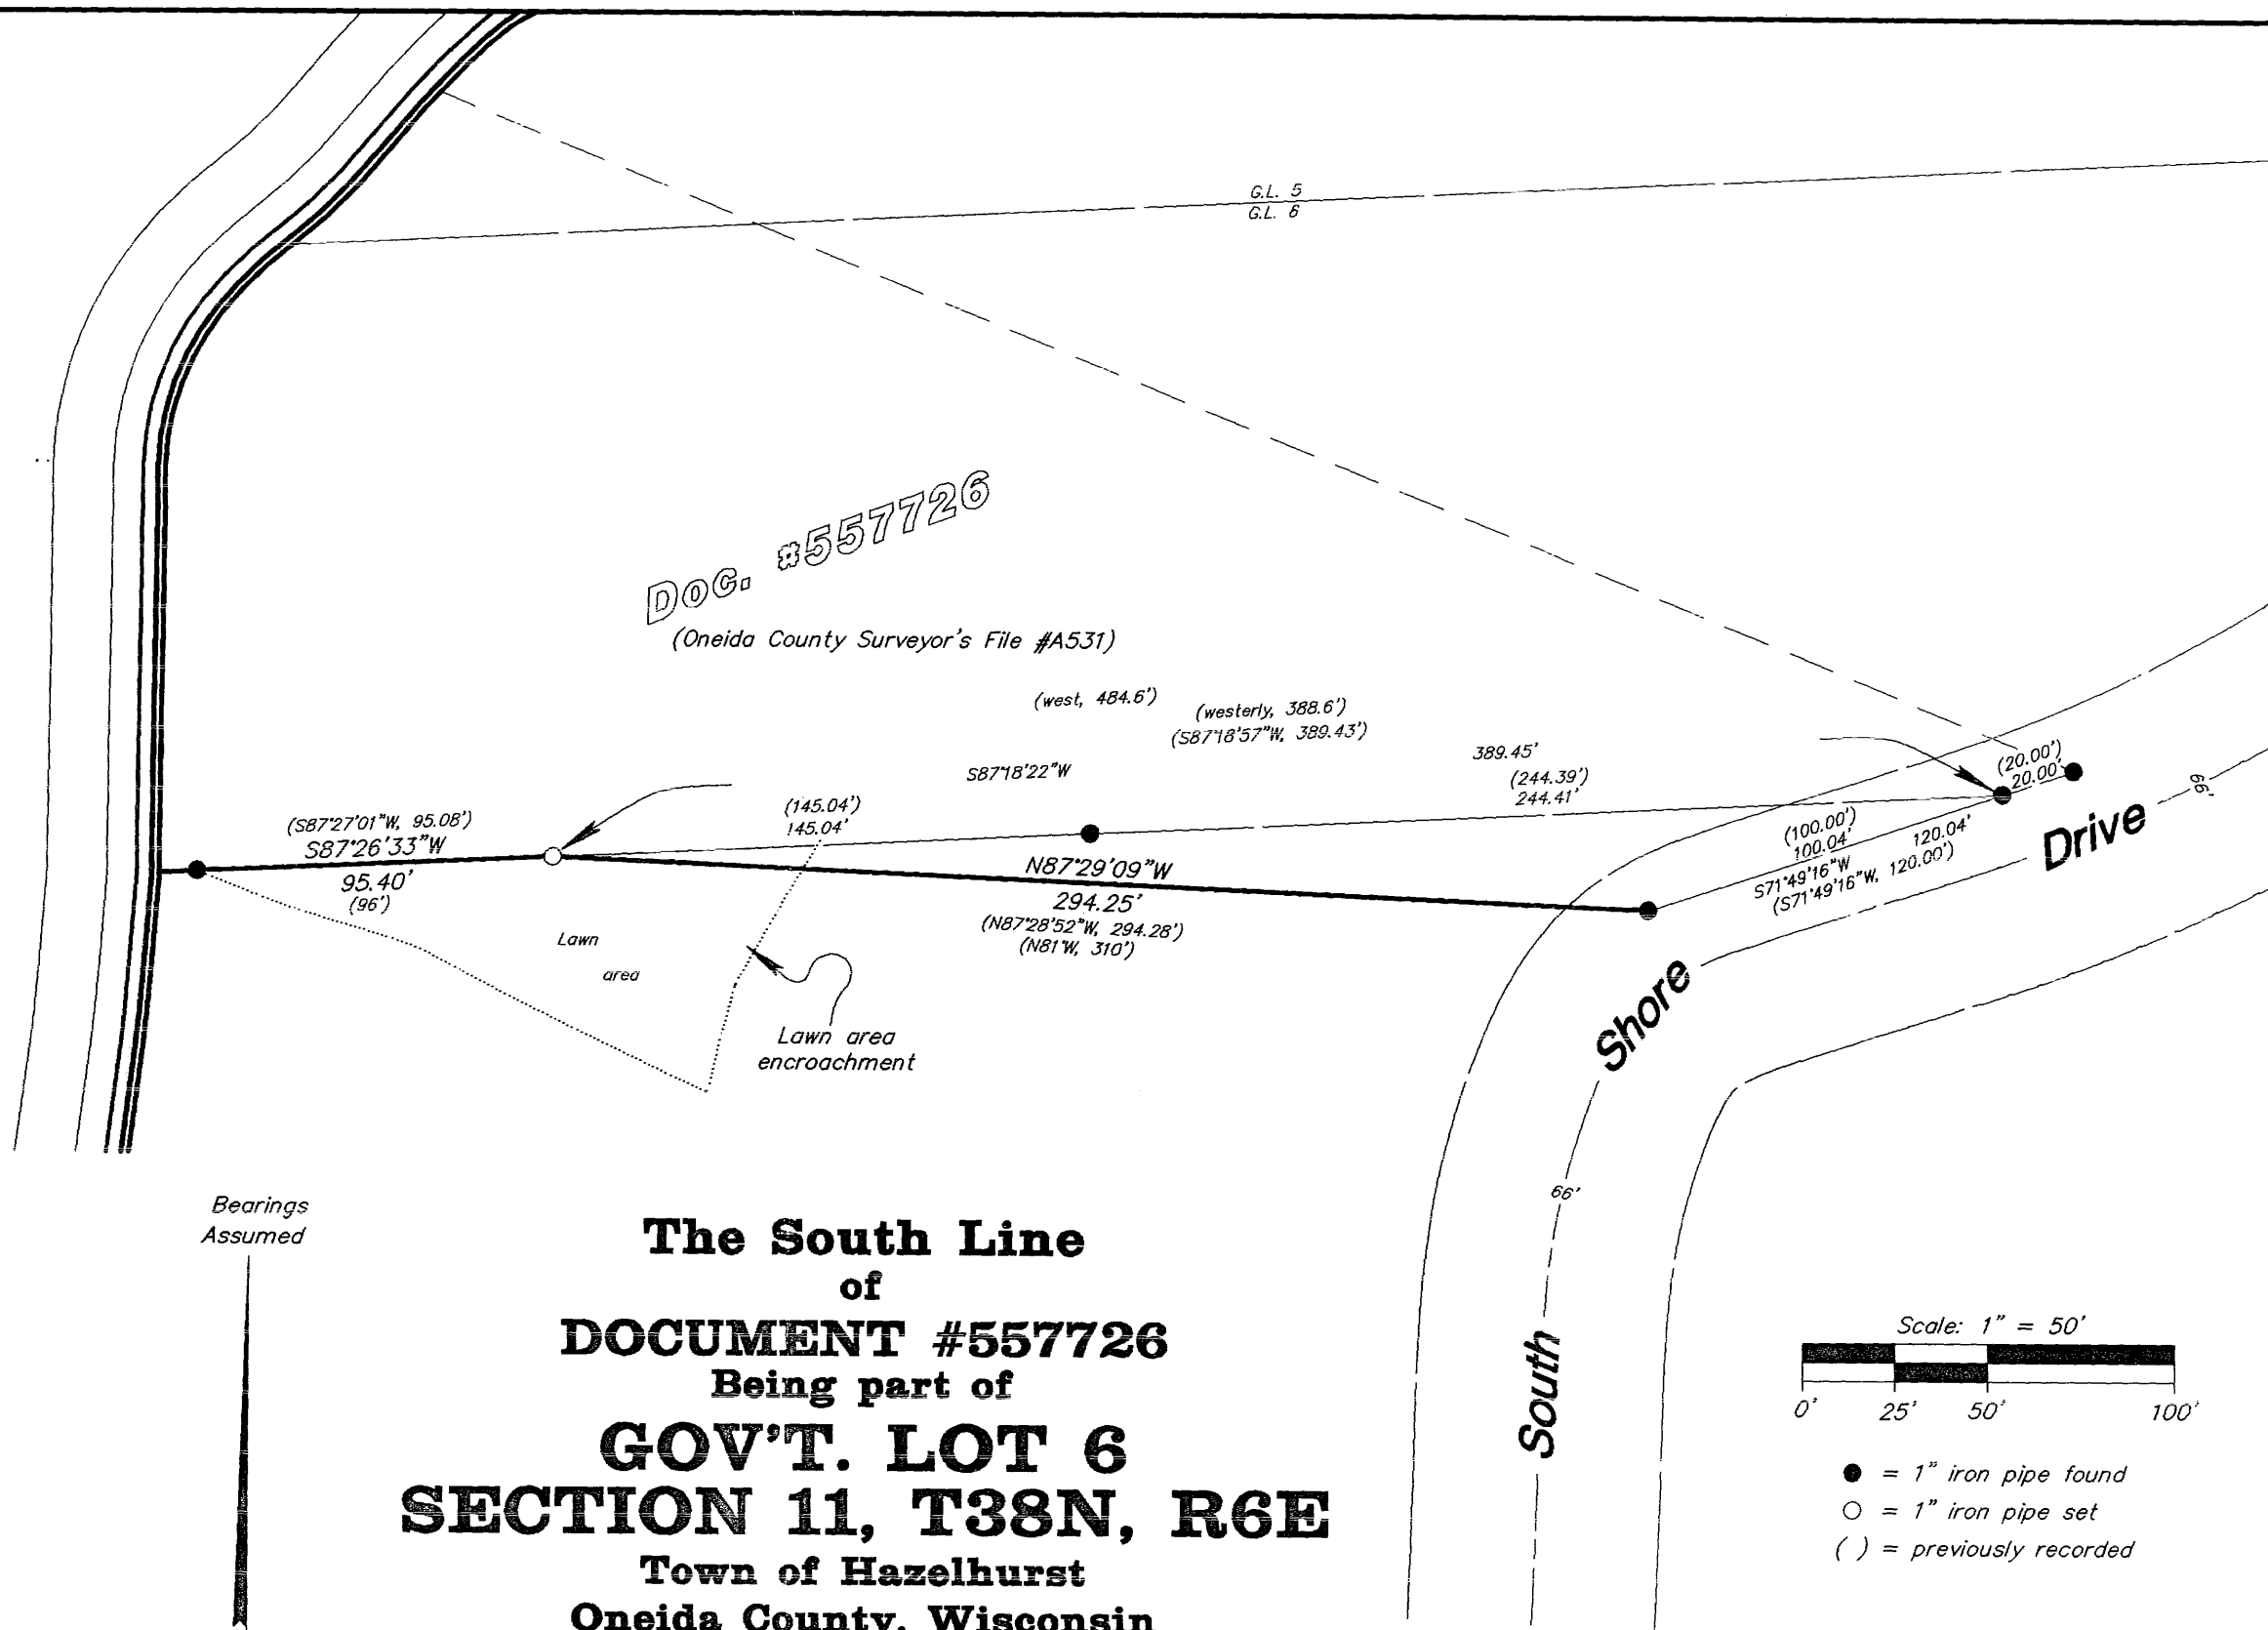 G.L. 5
G.L. 6
Doc. #557726
(Oneida County Surveyor's File #A531)
(west, 484.6')
(westerly, 388.6')
(S87°18'57"W, 389.43')
389.45'
S87°18'22"W
(244.39')
244.41'
(20.00')
20.00'
66'
(145.04')
145.04'
(S87°27'01"W, 95.08')
S87°26'33"W
95.40'
(96')
N87°29'09"W
294.25'
(N87°28'52"W, 294.28')
(N81°W, 310')
(100.00')
100.04'
120.04'
S71°49'16"W
(S71°49'16"W, 120.00')
Lawn
area
Lawn area
encroachment
South Shore Drive
66'
Bearings
Assumed
The South Line
of
DOCUMENT #557726
Being part of
GOV'T. LOT 6
SECTION 11, T38N, R6E
Town of Hazelhurst
Oneida County, Wisconsin
Scale: 1" = 50'
0' 25' 50' 100'
= 1" iron pipe found
= 1" iron pipe set
( ) = previously recorded